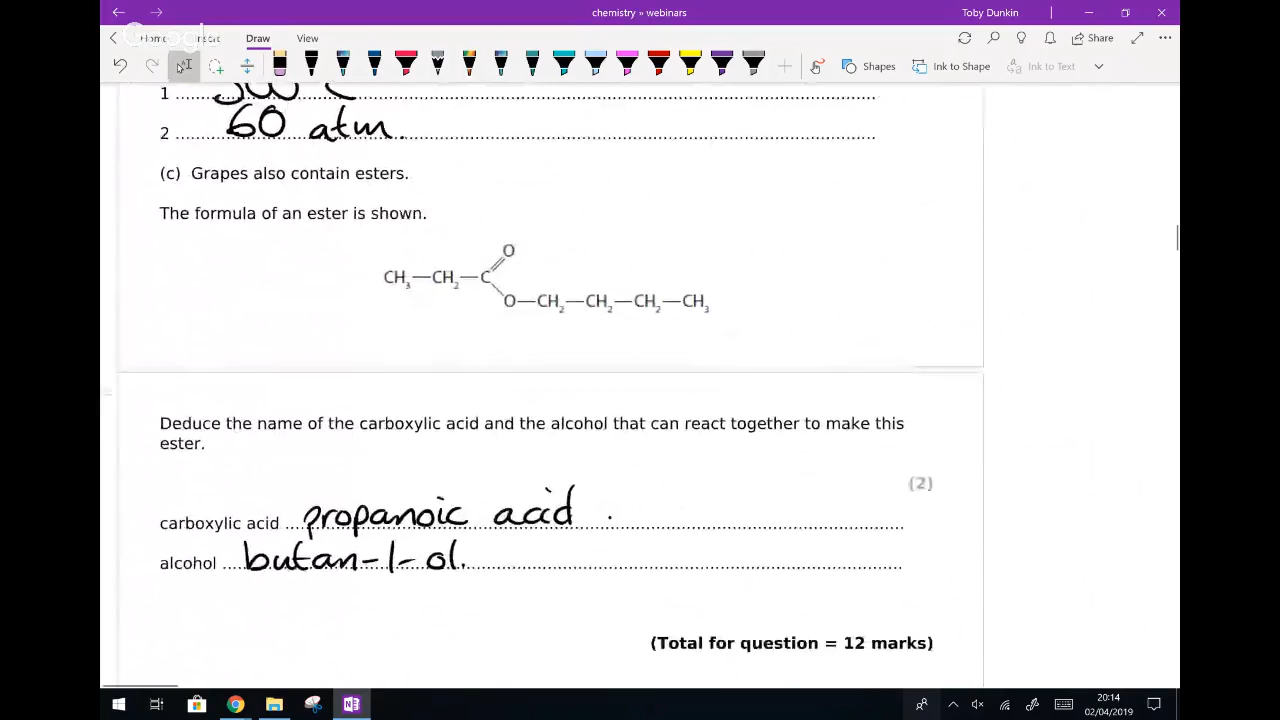 chemistry » webinars
Toby Dunkin
Home Insert Draw View
Share
Shapes
Ink to Shape
Ink to Text
1
2 60 atm.
(c) Grapes also contain esters.
The formula of an ester is shown.
O
CH3—CH2—C
O—CH2—CH2—CH2—CH3
Deduce the name of the carboxylic acid and the alcohol that can react together to make this
ester.
(2)
carboxylic acid propanoic acid
alcohol butan-1-ol.
(Total for question = 12 marks)
20:14
02/04/2019